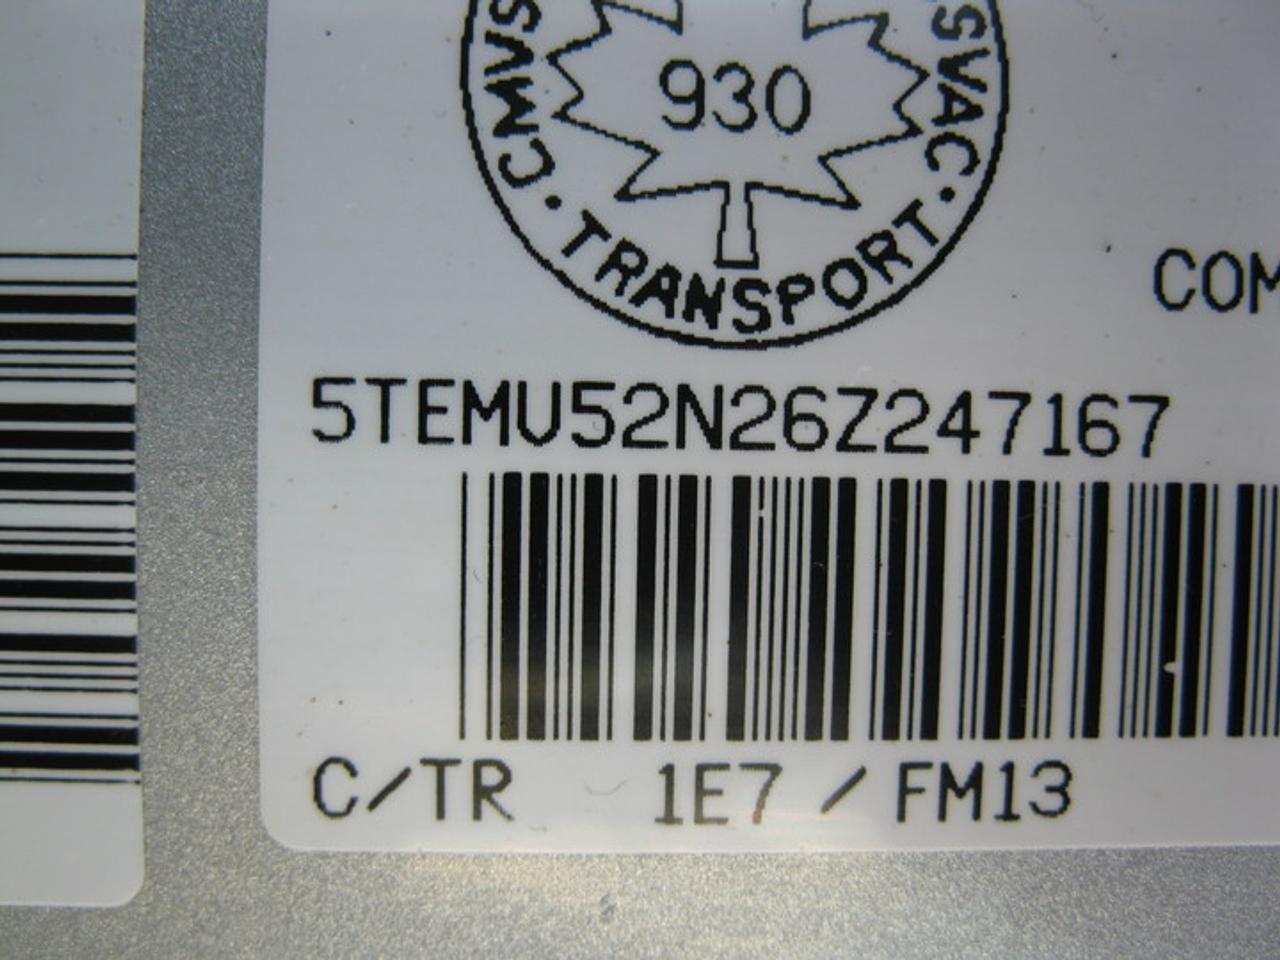 930
CMVS
· TRANSPORT ·
SVAC
COM
5TEMU52N26Z247167
C/TR 1E7 / FM13